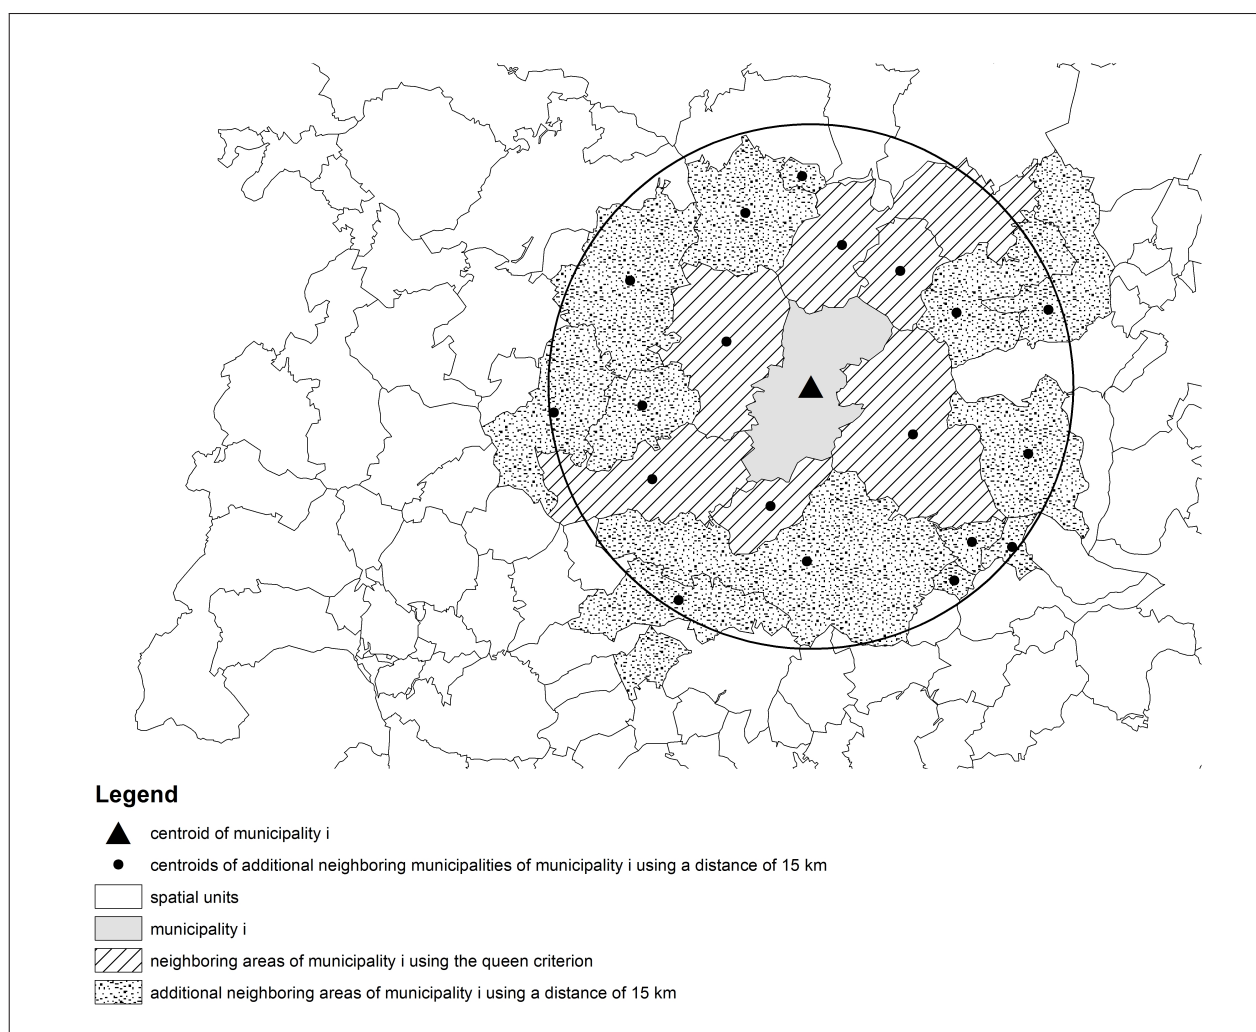 Legend
centroid of municipality i
centroids of additional neighboring municipalities of municipality i using a distance of 15 km
spatial units
municipality i
neighboring areas of municipality i using the queen criterion
additional neighboring areas of municipality i using a distance of 15 km